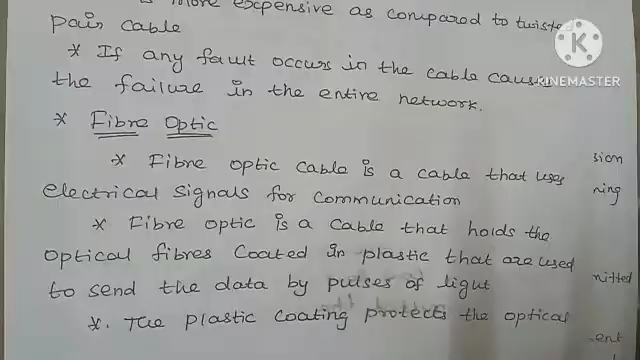 is more expensive as compared to twisted
pair cable
* If any fault occurs in the cable causes
the failure in the entire network.
* Fibre Optic
* Fibre optic cable is a cable that uses
electrical signals for communication
* Fibre optic is a cable that holds the
optical fibres coated in plastic that are used
to send the data by pulses of light
*. The plastic coating protects the optical
sion
ning
nitted
ent
K
KINEMASTER